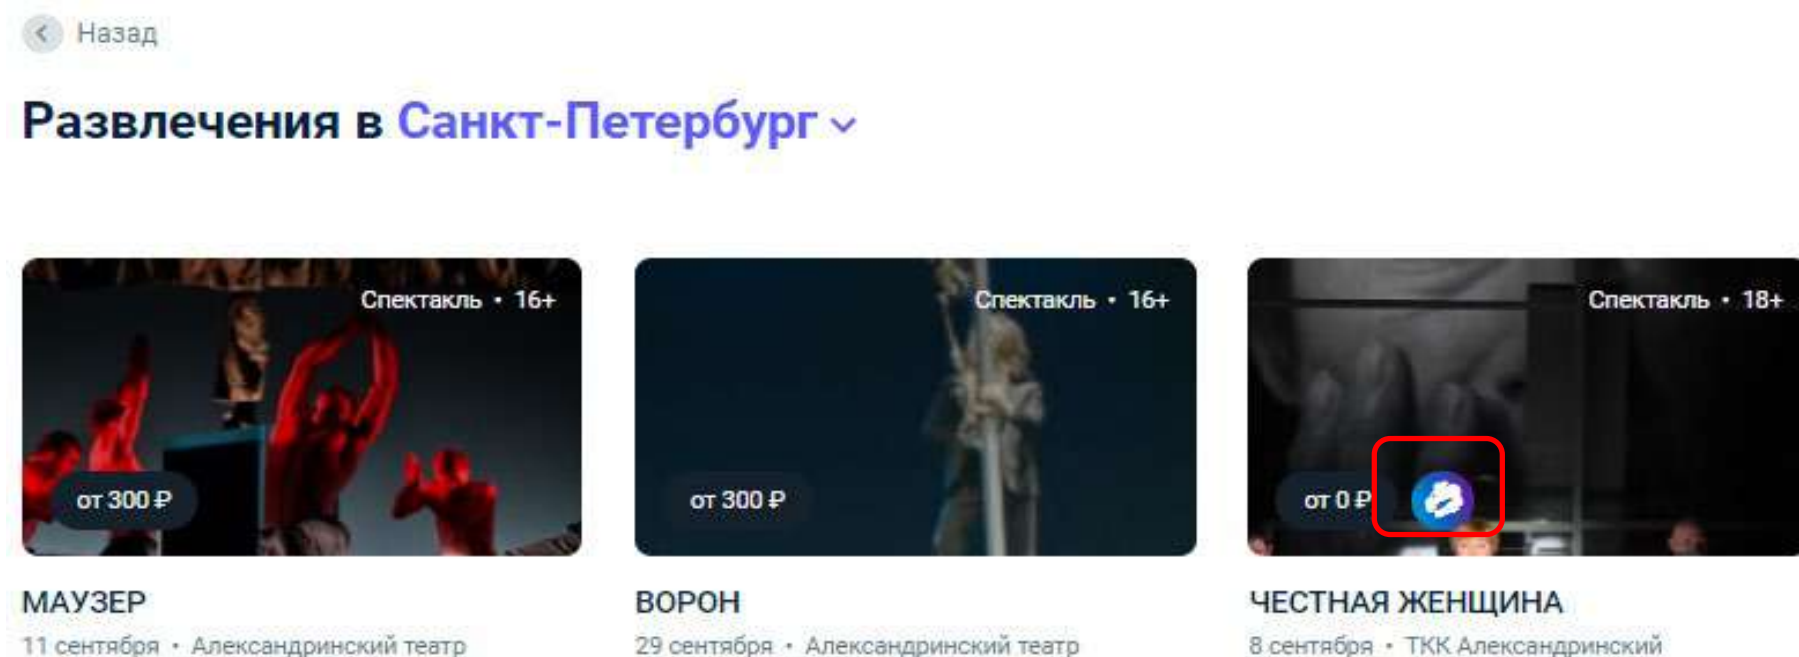 Назад
Развлечения в Санкт-Петербург
Спектакль • 16+
от 300 ₽
МАУЗЕР
11 сентября • Александринский театр
Спектакль • 16+
от 300 ₽
ВОРОН
29 сентября • Александринский театр
Спектакль • 18+
от 0 ₽
ЧЕСТНАЯ ЖЕНЩИНА
8 сентября • ТКК Александринский